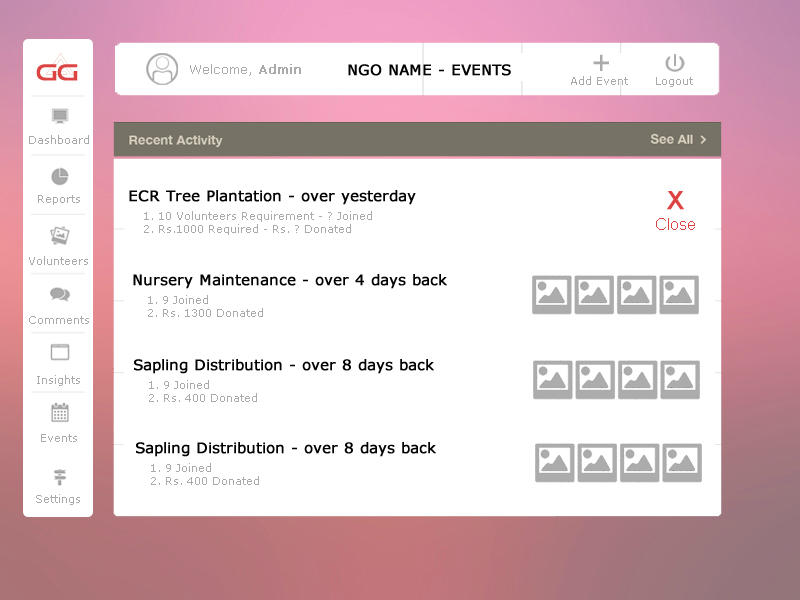 GG
Dashboard
Reports
Volunteers
Comments
Insights
Events
Settings
Welcome, Admin
NGO NAME - EVENTS
Add Event
Logout
Recent Activity
See All >
ECR Tree Plantation - over yesterday
1. 10 Volunteers Requirement - ? Joined
2. Rs.1000 Required - Rs. ? Donated
X
Close
Nursery Maintenance - over 4 days back
1. 9 Joined
2. Rs. 1300 Donated
Sapling Distribution - over 8 days back
1. 9 Joined
2. Rs. 400 Donated
Sapling Distribution - over 8 days back
1. 9 Joined
2. Rs. 400 Donated